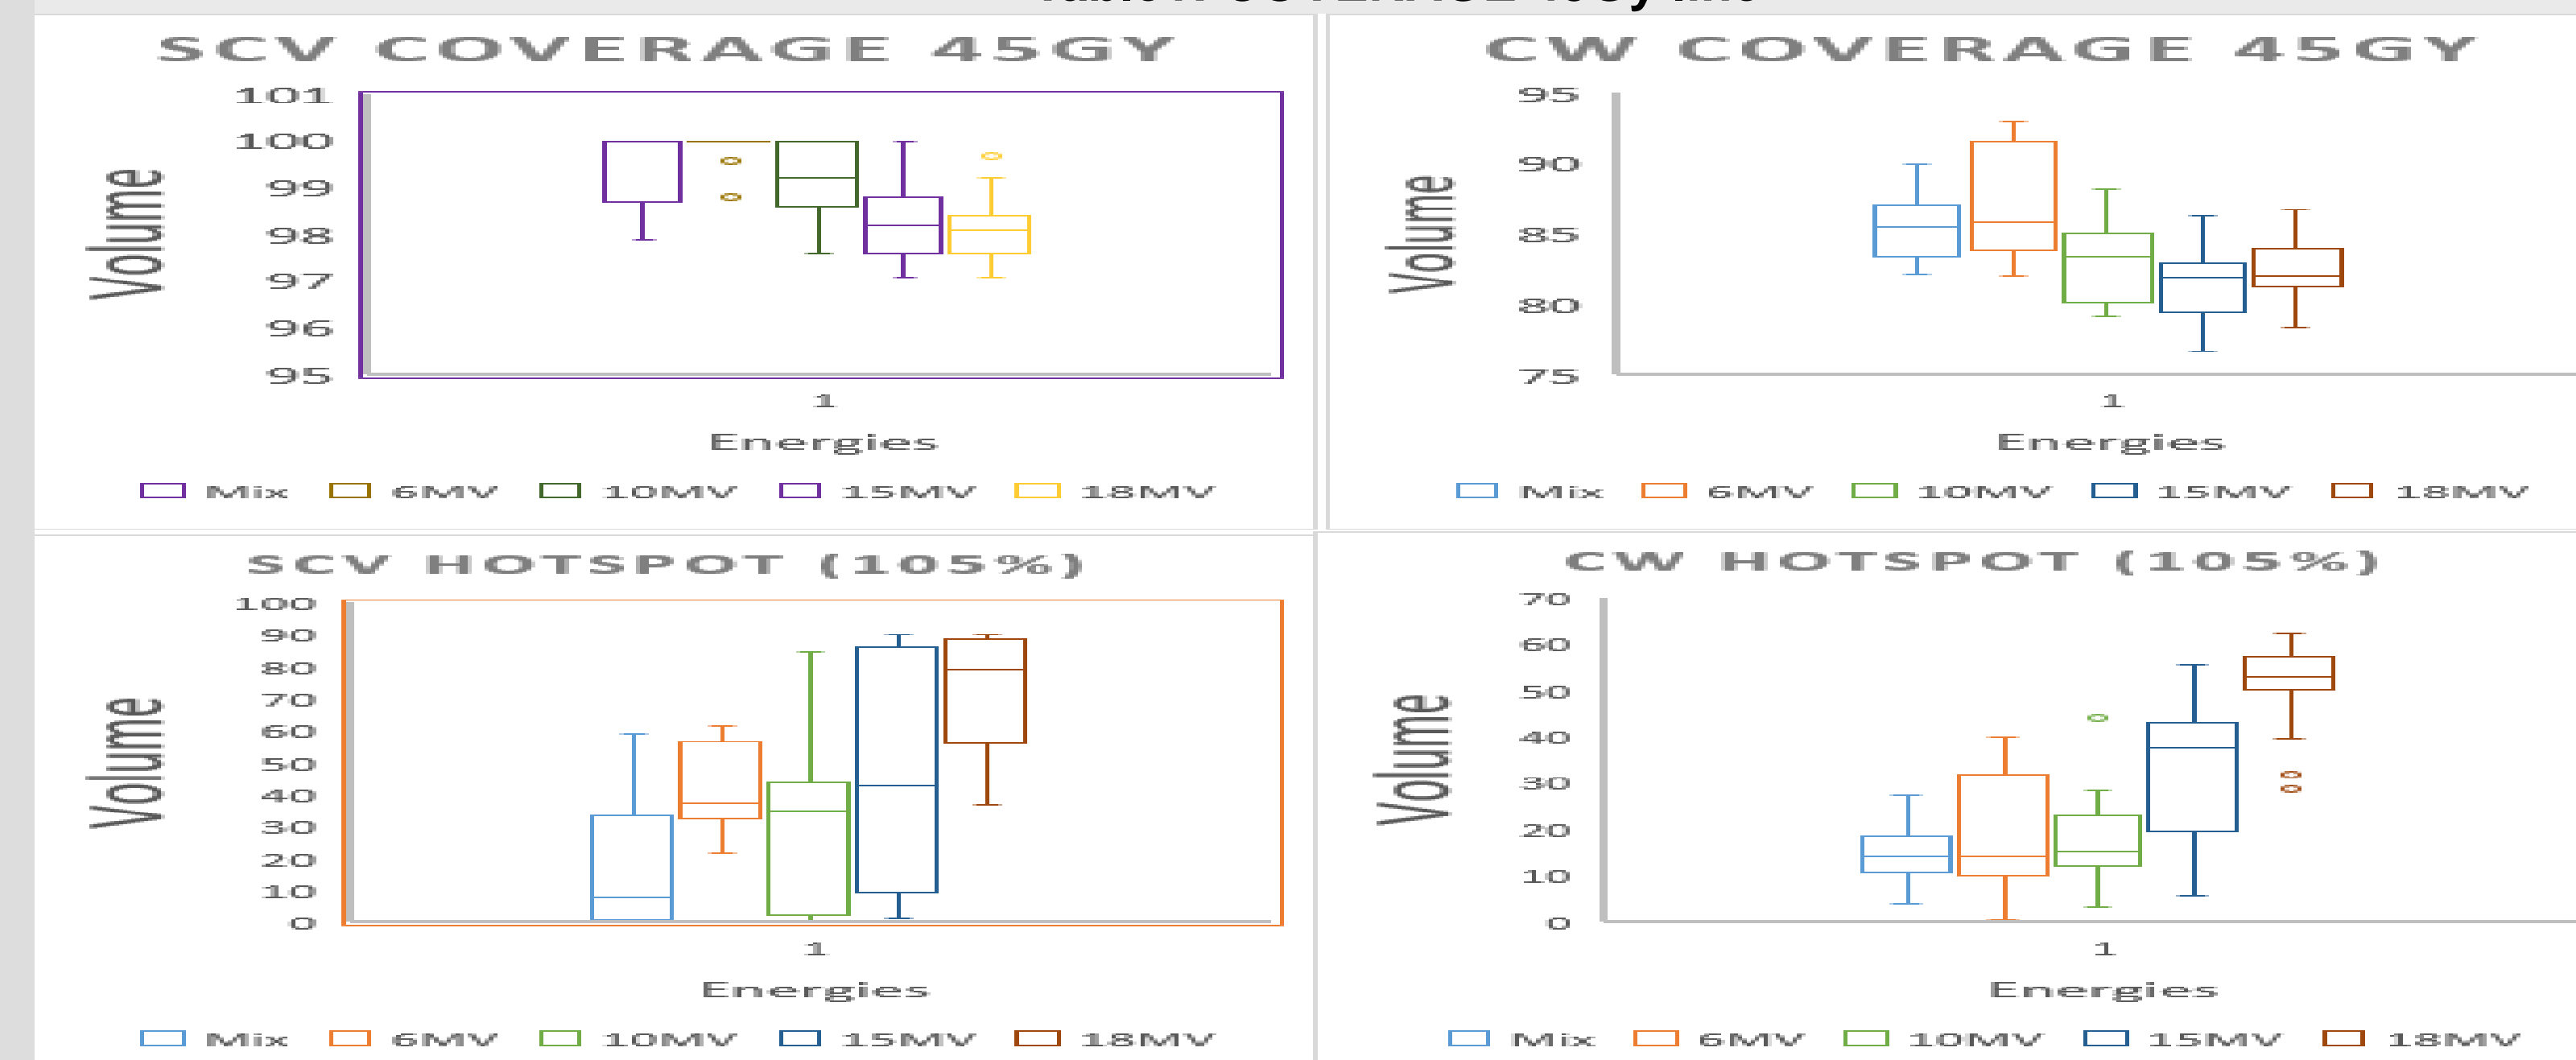 SCV COVERAGE 45GY
101
100
99
98
97
96
95
Volume
1
Energies
Mix 6MV 10MV 15MV 18MV
CW COVERAGE 45GY
95
90
85
80
75
Volume
1
Energies
Mix 6MV 10MV 15MV 18MV
SCV HOTSPOT (105%)
100
90
80
70
60
50
40
30
20
10
0
Volume
1
Energies
Mix 6MV 10MV 15MV 18MV
CW HOTSPOT (105%)
70
60
50
40
30
20
10
0
Volume
1
Energies
Mix 6MV 10MV 15MV 18MV